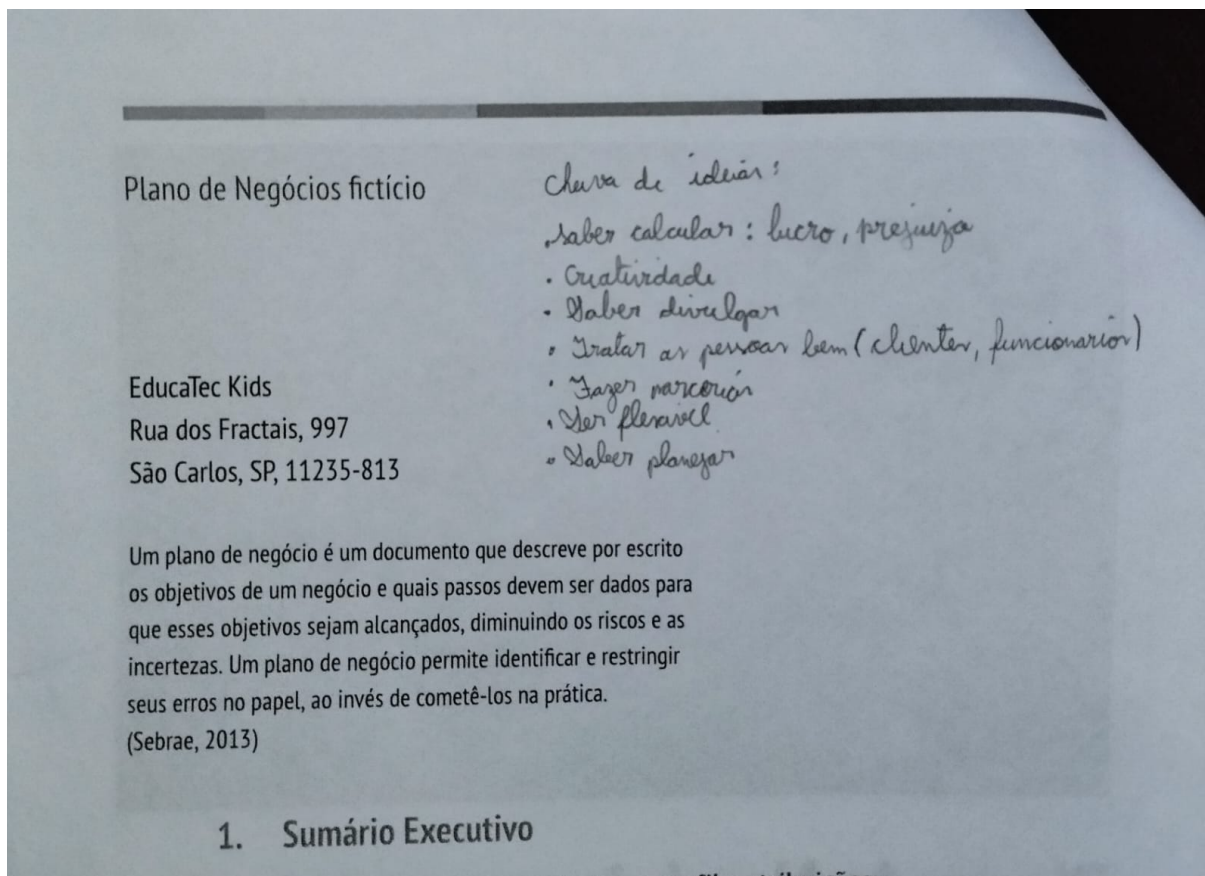 Plano de Negócios fictício
chuva de ideias:
. saber calcular: lucro, prejuizo
. Criatividade
. Saber divulgar
. Tratar as pessoas bem (clientes, funcionarios)
. Fazer parcerias
. Ser flexivel
. Saber planejar
EducaTec Kids
Rua dos Fractais, 997
São Carlos, SP, 11235-813
Um plano de negócio é um documento que descreve por escrito
os objetivos de um negócio e quais passos devem ser dados para
que esses objetivos sejam alcançados, diminuindo os riscos e as
incertezas. Um plano de negócio permite identificar e restringir
seus erros no papel, ao invés de cometê-los na prática.
(Sebrae, 2013)
1. Sumário Executivo